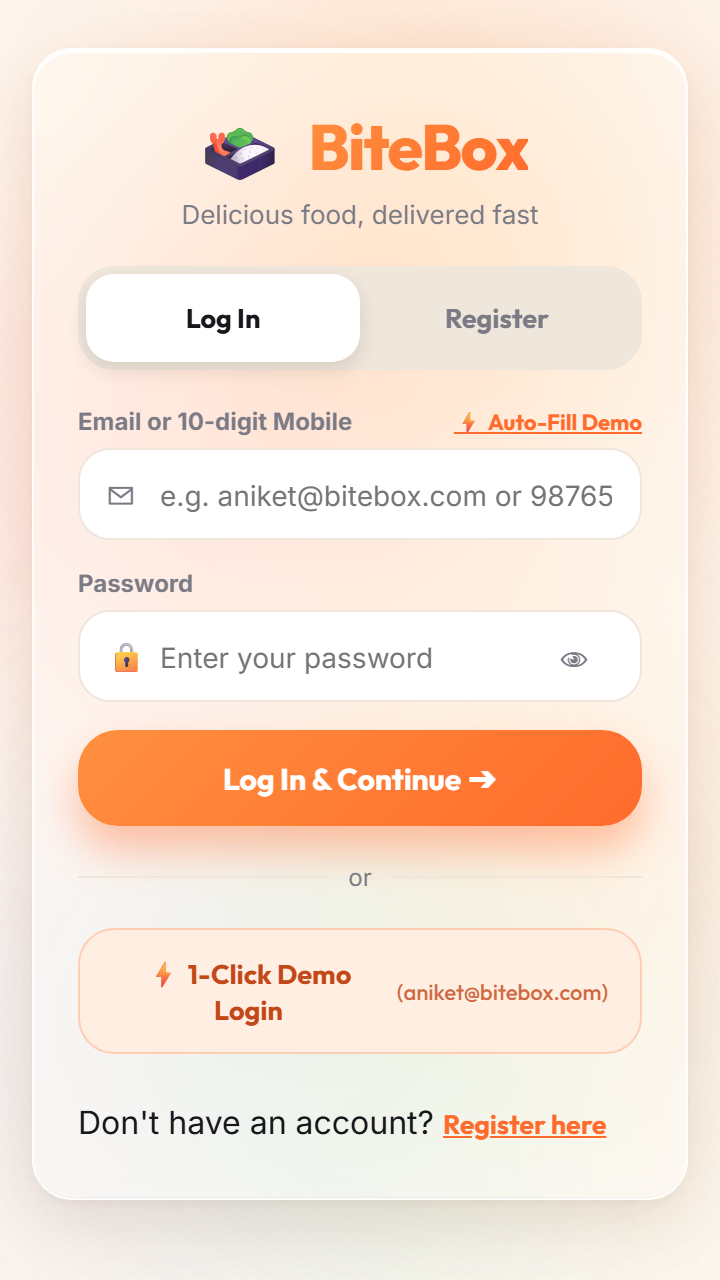 BiteBox
Delicious food, delivered fast
Log In
Register
Email or 10-digit Mobile
Auto-Fill Demo
e.g. aniket@bitebox.com or 98765
Password
Enter your password
Log In & Continue ➔
or
1-Click Demo
Login
(aniket@bitebox.com)
Don't have an account? Register here